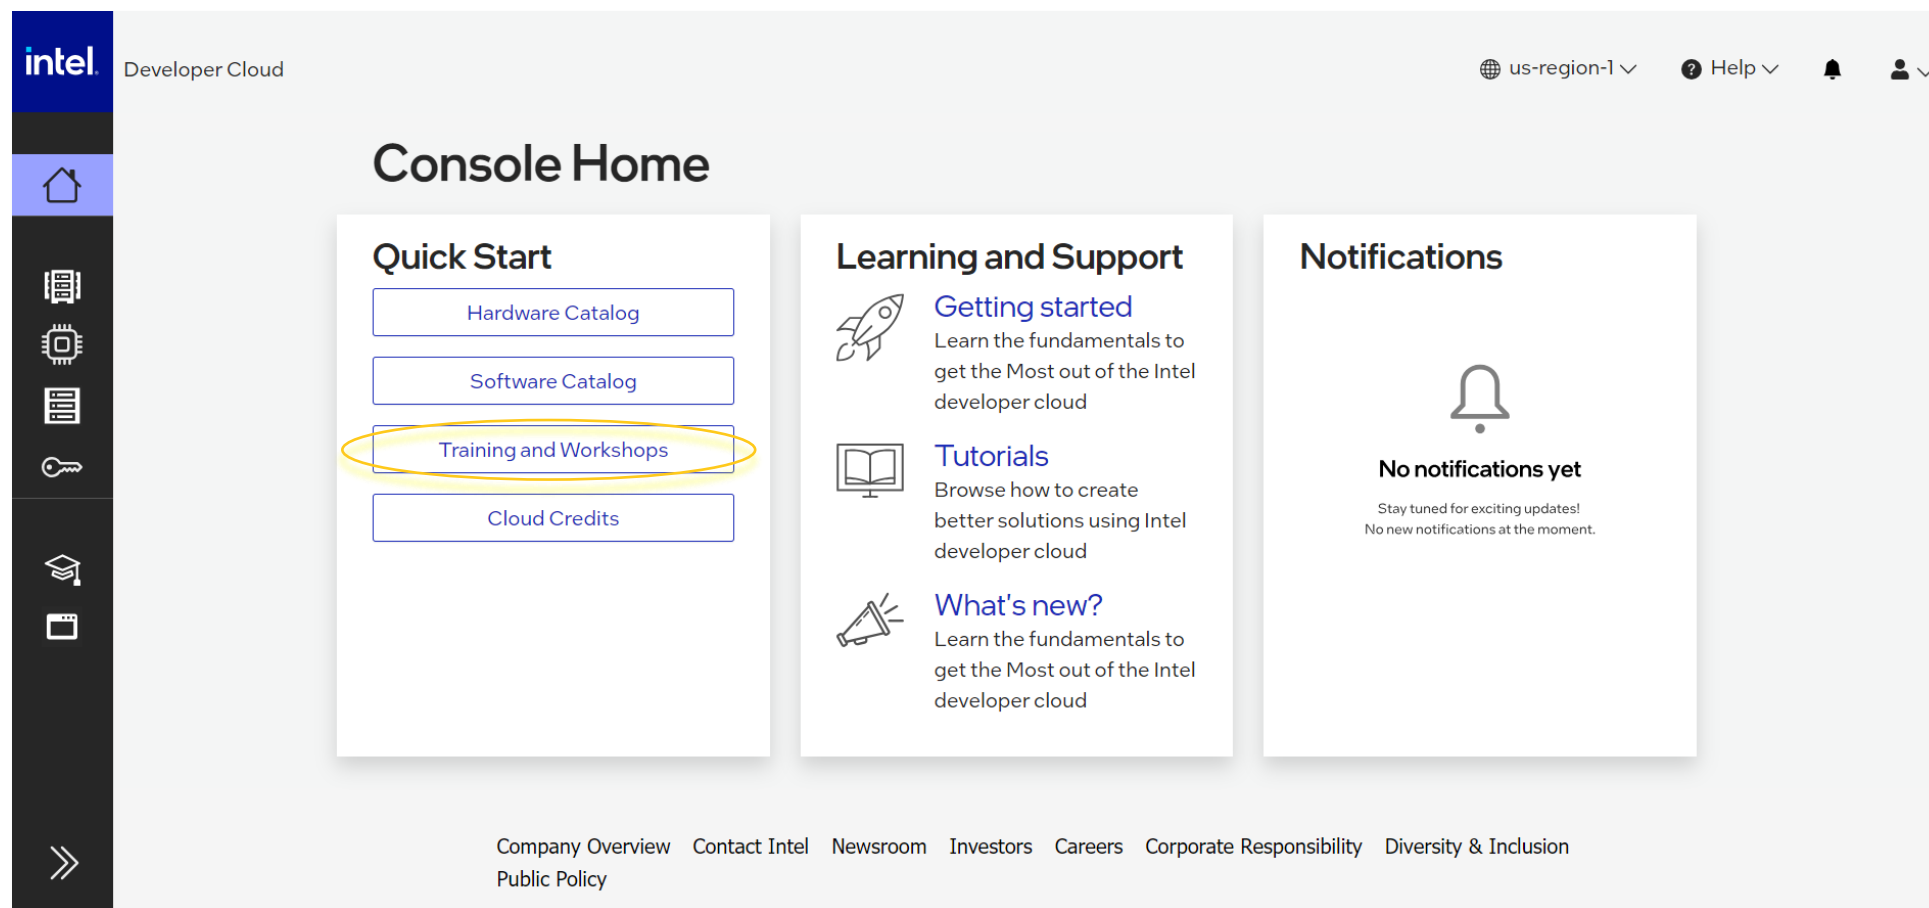 intel.
Developer Cloud
us-region-1
Help
Console Home
Quick Start
Hardware Catalog
Software Catalog
Training and Workshops
Cloud Credits
Learning and Support
Getting started
Learn the fundamentals to
get the Most out of the Intel
developer cloud
Tutorials
Browse how to create
better solutions using Intel
developer cloud
What's new?
Learn the fundamentals to
get the Most out of the Intel
developer cloud
Notifications
No notifications yet
Stay tuned for exciting updates!
No new notifications at the moment.
Company Overview Contact Intel Newsroom Investors Careers Corporate Responsibility Diversity & Inclusion
Public Policy